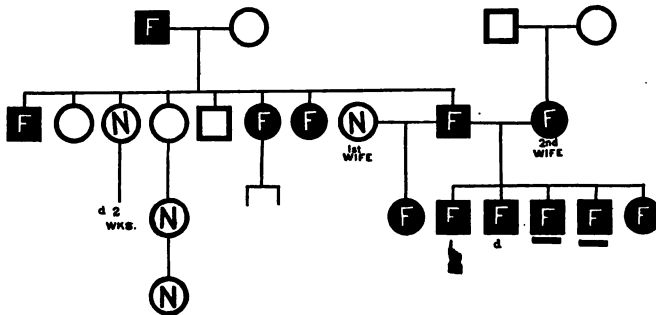 F
F N F F N F F
1st WIFE 2nd WIFE
d 2 WKS.
N F F F F F F
d
N